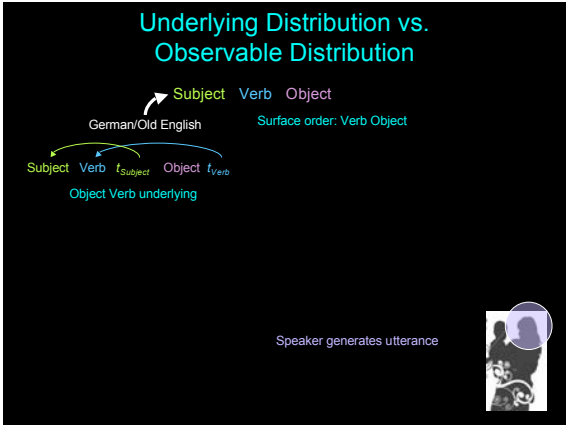 Underlying Distribution vs.
Observable Distribution
Subject Verb Object
German/Old English
Surface order: Verb Object
Subject Verb tSubject Object tVerb
Object Verb underlying
Speaker generates utterance